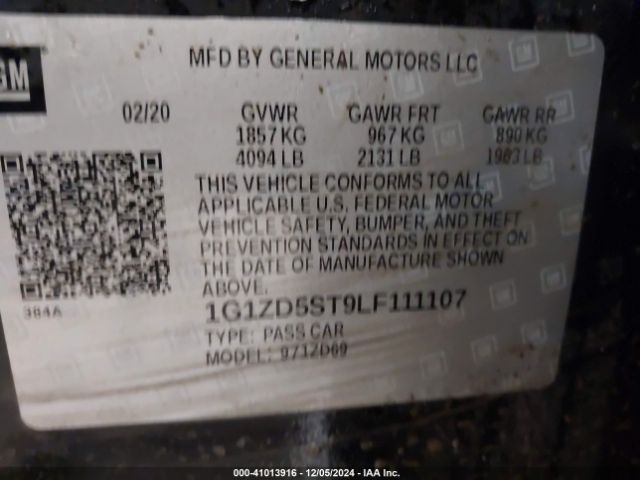 GM
MFD BY GENERAL MOTORS LLC
02/20 GVWR GAWR FRT GAWR RR
1857 KG 967 KG 890 KG
4094 LB 2131 LB 1963 LB
THIS VEHICLE CONFORMS TO ALL
APPLICABLE U.S. FEDERAL MOTOR
VEHICLE SAFETY, BUMPER, AND THEFT
PREVENTION STANDARDS IN EFFECT ON
THE DATE OF MANUFACTURE SHOWN
ABOVE.
384A
1G1ZD5ST9LF111107
TYPE: PASS CAR
MODEL: 971ZD69
000-41013916 - 12/05/2024 - IAA Inc.